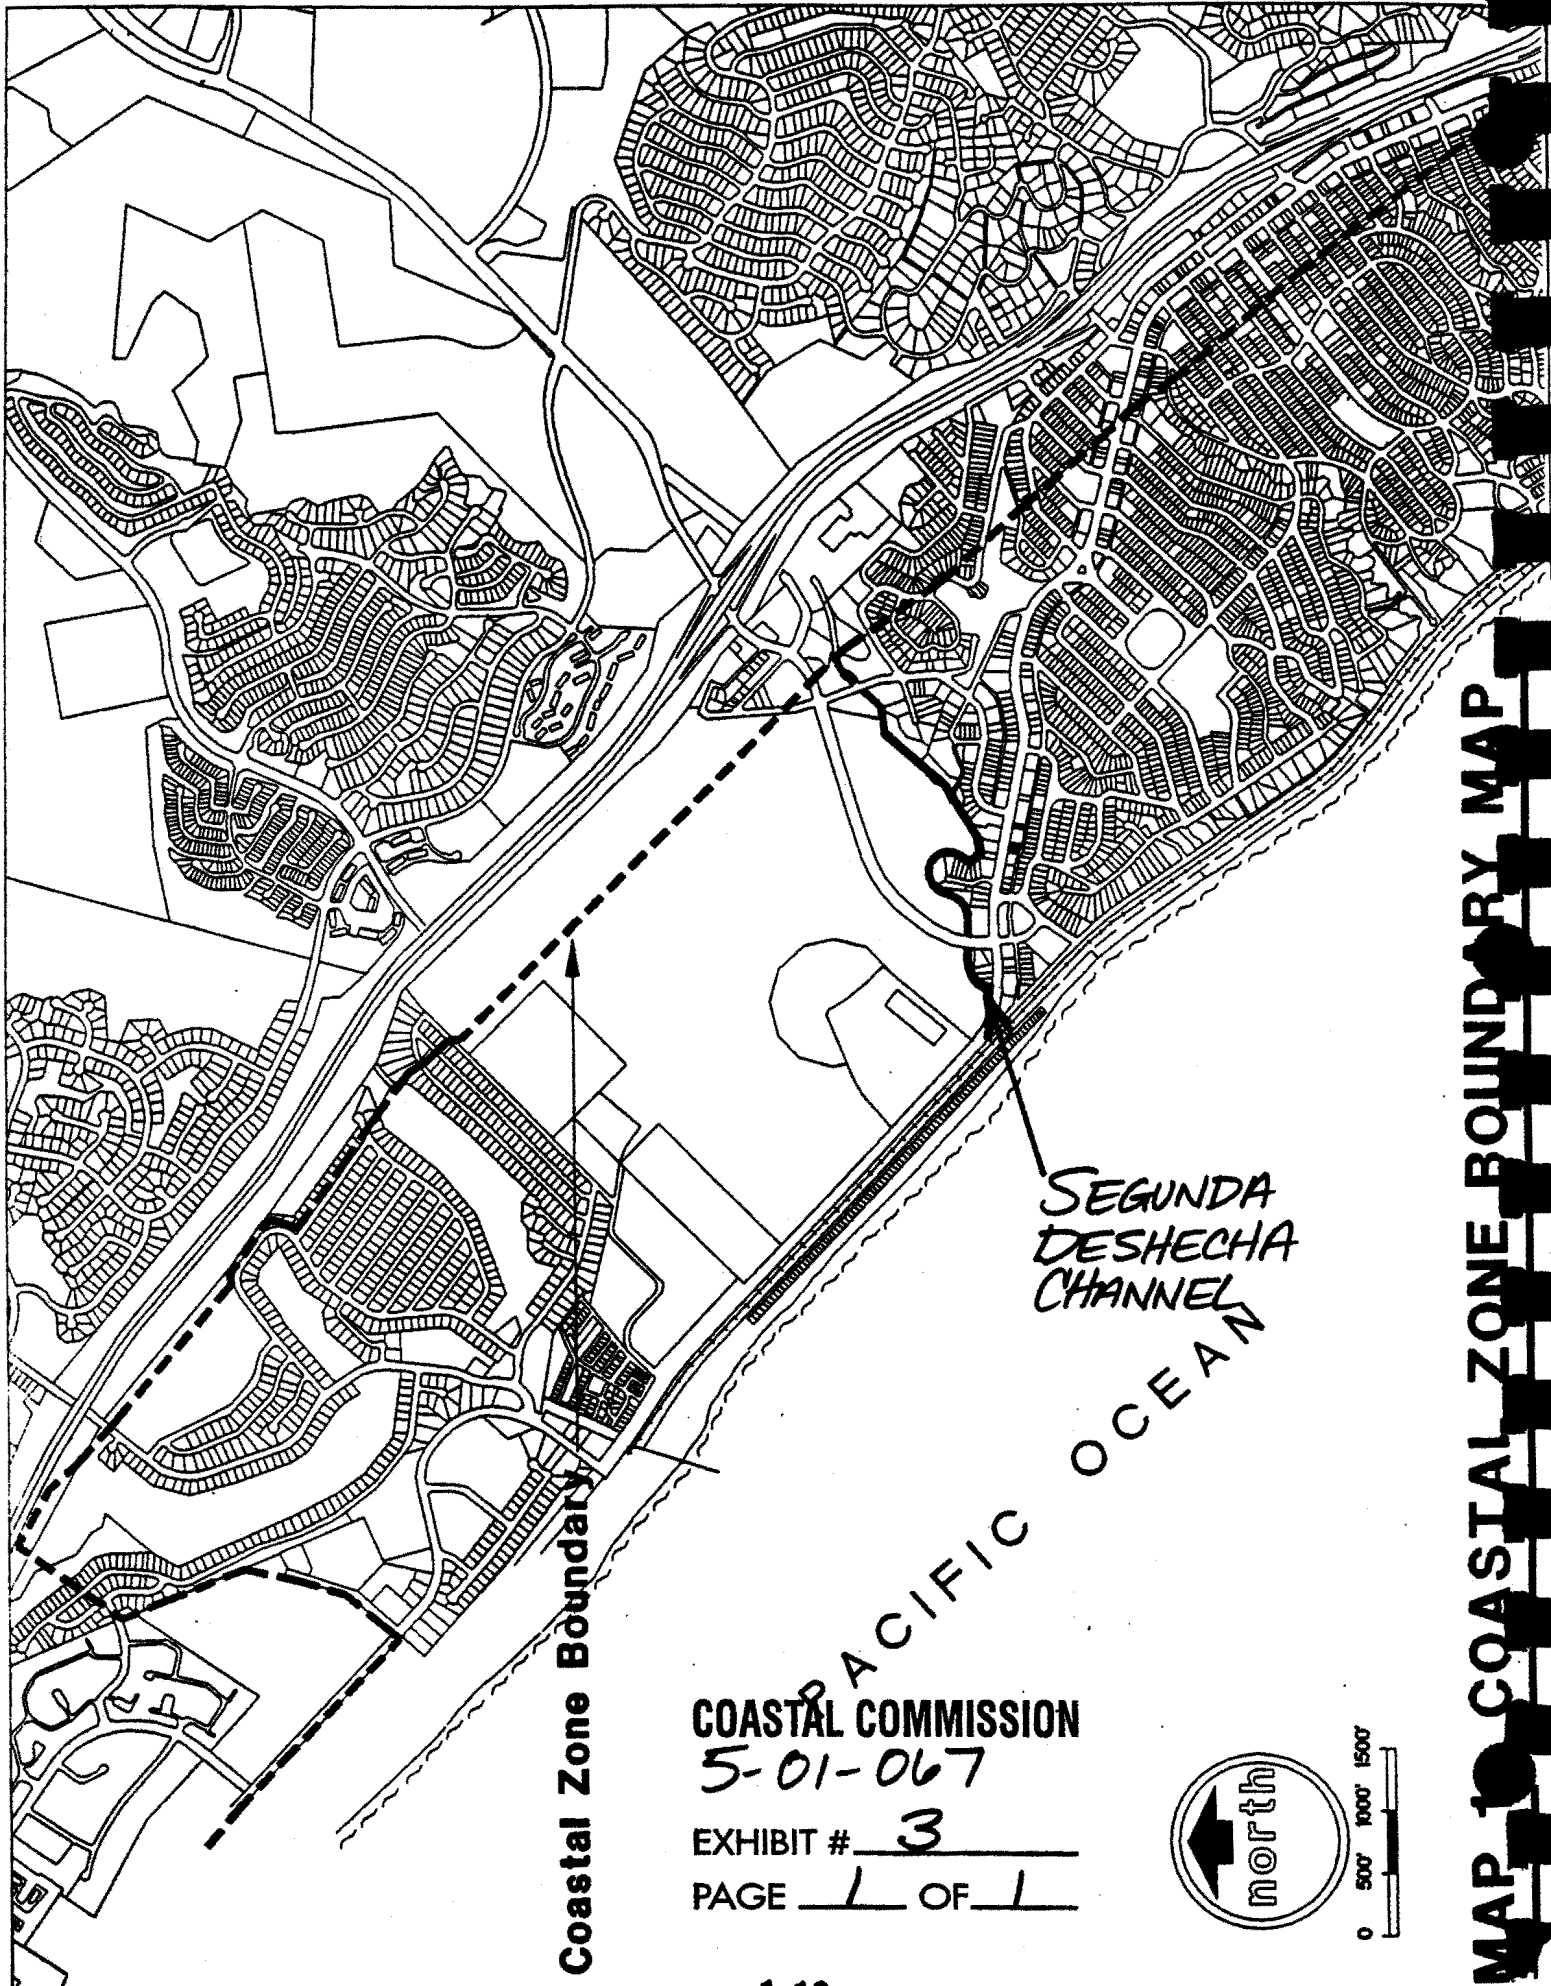 MAP to COASTAL ZONE BOUNDARY MAP
Coastal Zone Boundary
SEGUNDA
DESHECHA
CHANNEL
PACIFIC OCEAN
COASTAL COMMISSION
5-01-067
EXHIBIT # 3
PAGE 1 OF 1
north
0 500' 1000' 1500'